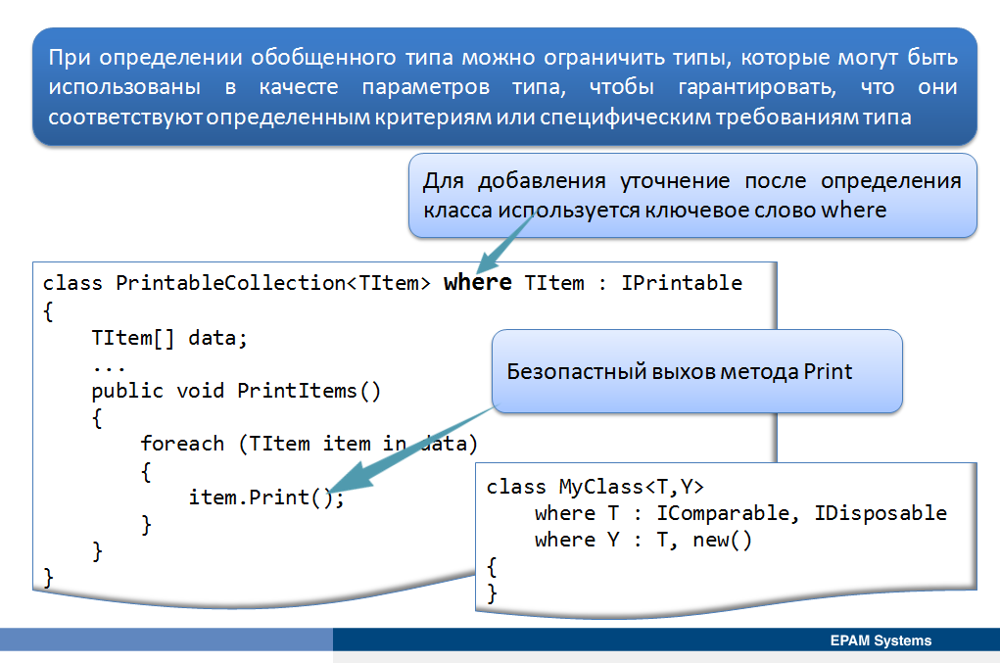 При определении обобщенного типа можно ограничить типы, которые могут быть
использованы в качесте параметров типа, чтобы гарантировать, что они
соответствуют определенным критериям или специфическим требованиям типа
Для добавления уточнение после определения
класса используется ключевое слово where
class PrintableCollection<TItem> where TItem : IPrintable
{
    TItem[] data;
    ...
    public void PrintItems()
    {
        foreach (TItem item in data)
        {
            item.Print();
        }
    }
}
Безопастный выхов метода Print
class MyClass<T,Y>
    where T : IComparable, IDisposable
    where Y : T, new()
{
}
EPAM Systems